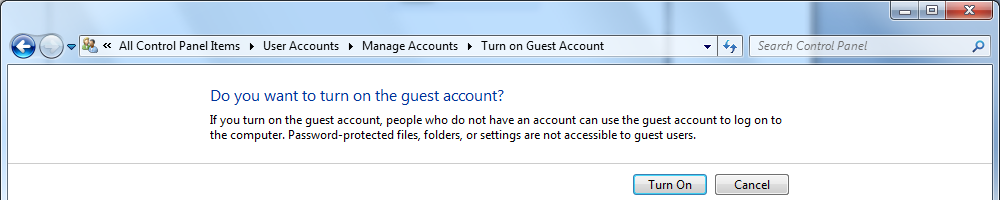 « All Control Panel Items ▸ User Accounts ▸ Manage Accounts ▸ Turn on Guest Account
Search Control Panel
Do you want to turn on the guest account?
If you turn on the guest account, people who do not have an account can use the guest account to log on to
the computer. Password-protected files, folders, or settings are not accessible to guest users.
Turn On
Cancel